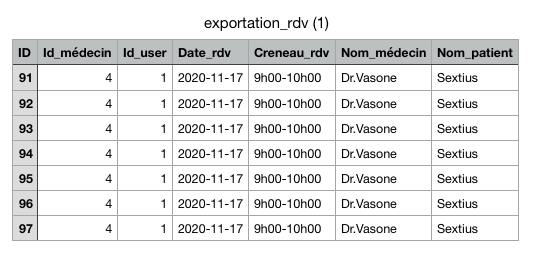 exportation_rdv (1)
ID Id_médecin Id_user Date_rdv Creneau_rdv Nom_médecin Nom_patient
91 4 1 2020-11-17 9h00-10h00 Dr.Vasone Sextius
92 4 1 2020-11-17 9h00-10h00 Dr.Vasone Sextius
93 4 1 2020-11-17 9h00-10h00 Dr.Vasone Sextius
94 4 1 2020-11-17 9h00-10h00 Dr.Vasone Sextius
95 4 1 2020-11-17 9h00-10h00 Dr.Vasone Sextius
96 4 1 2020-11-17 9h00-10h00 Dr.Vasone Sextius
97 4 1 2020-11-17 9h00-10h00 Dr.Vasone Sextius